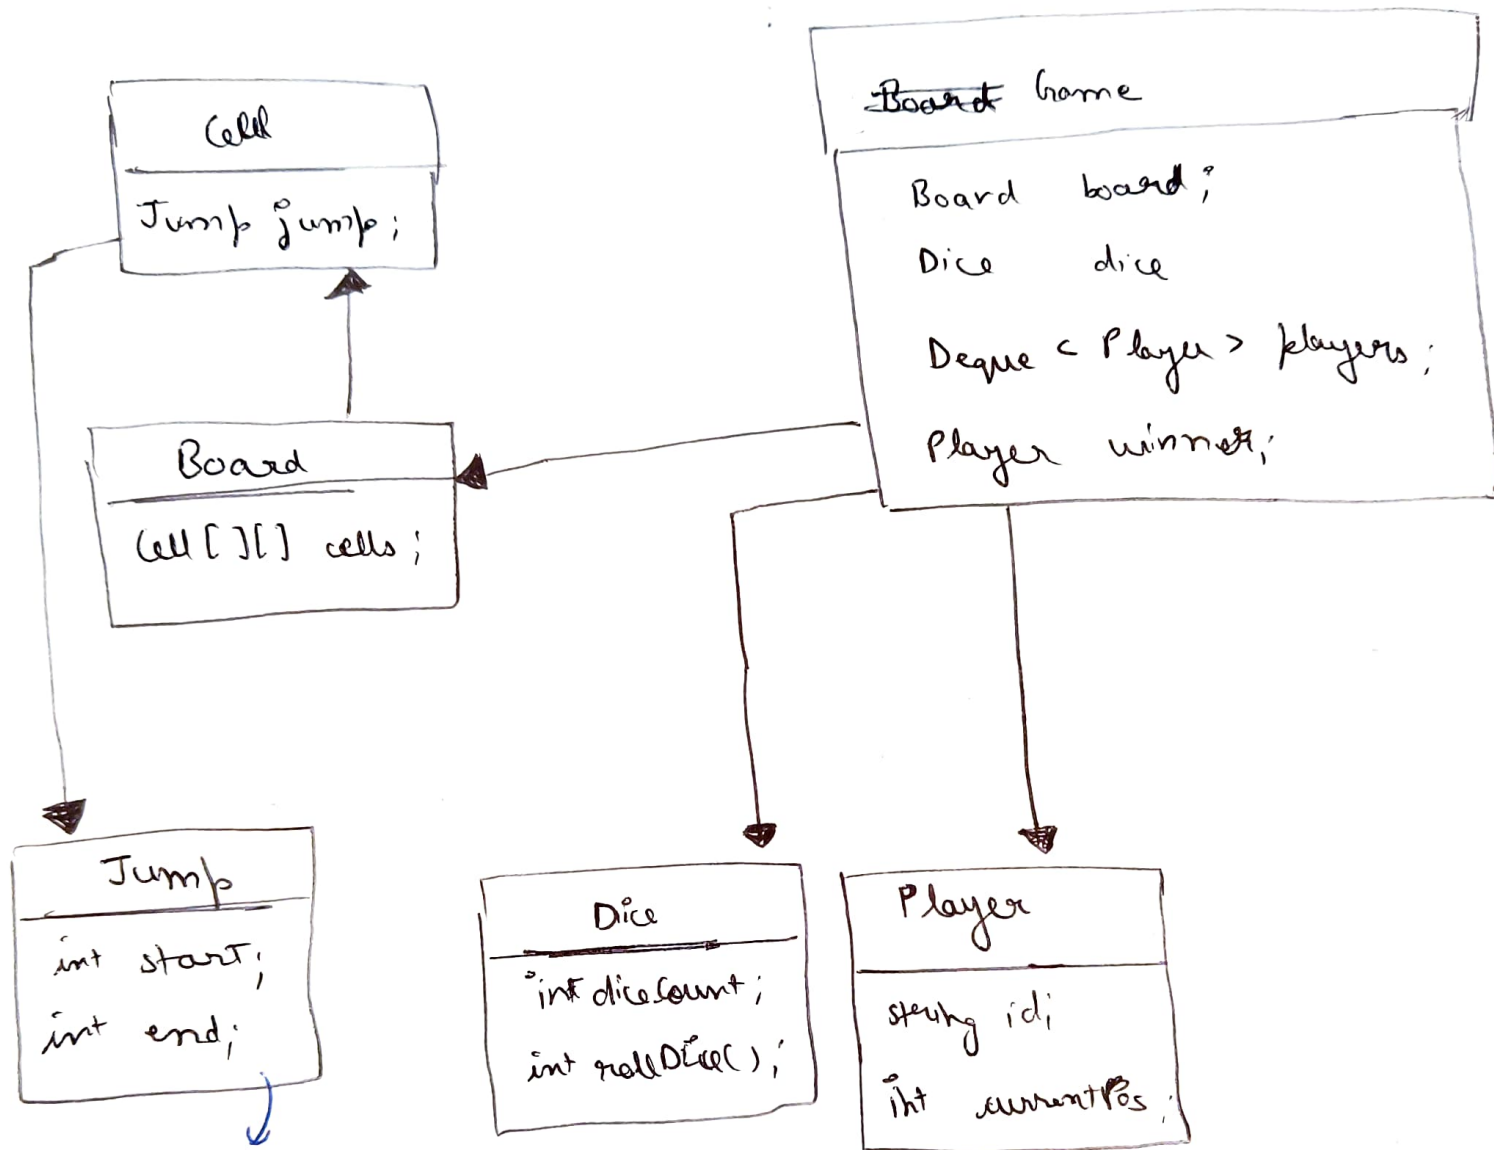 Cell
Jump jump;
Board Game
Board board;
Dice dice
Deque < Player > players;
Player winner;
Board
Cell[][] cells;
Jump
int start;
int end;
Dice
int diceCount;
int rollDice();
Player
string id;
int currentPos;